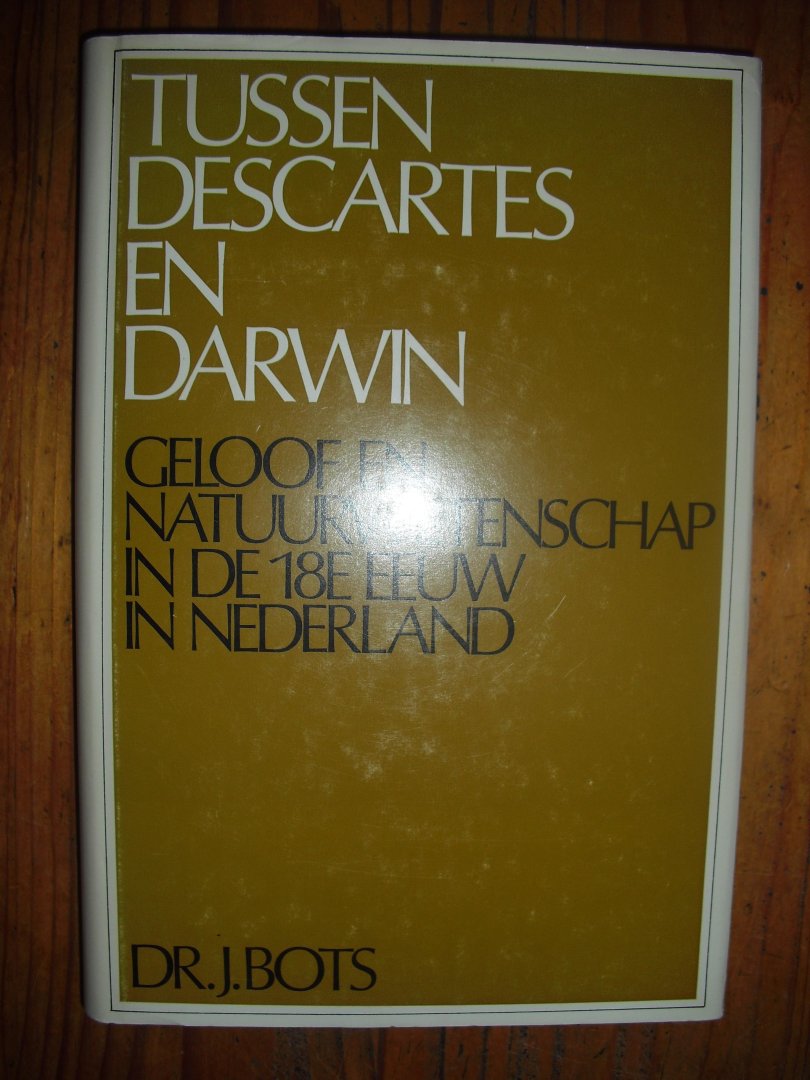 TUSSEN
DESCARTES
EN
DARWIN
GELOOF EN
NATUURWETENSCHAP
IN DE 18E EEUW
IN NEDERLAND
DR. J. BOTS